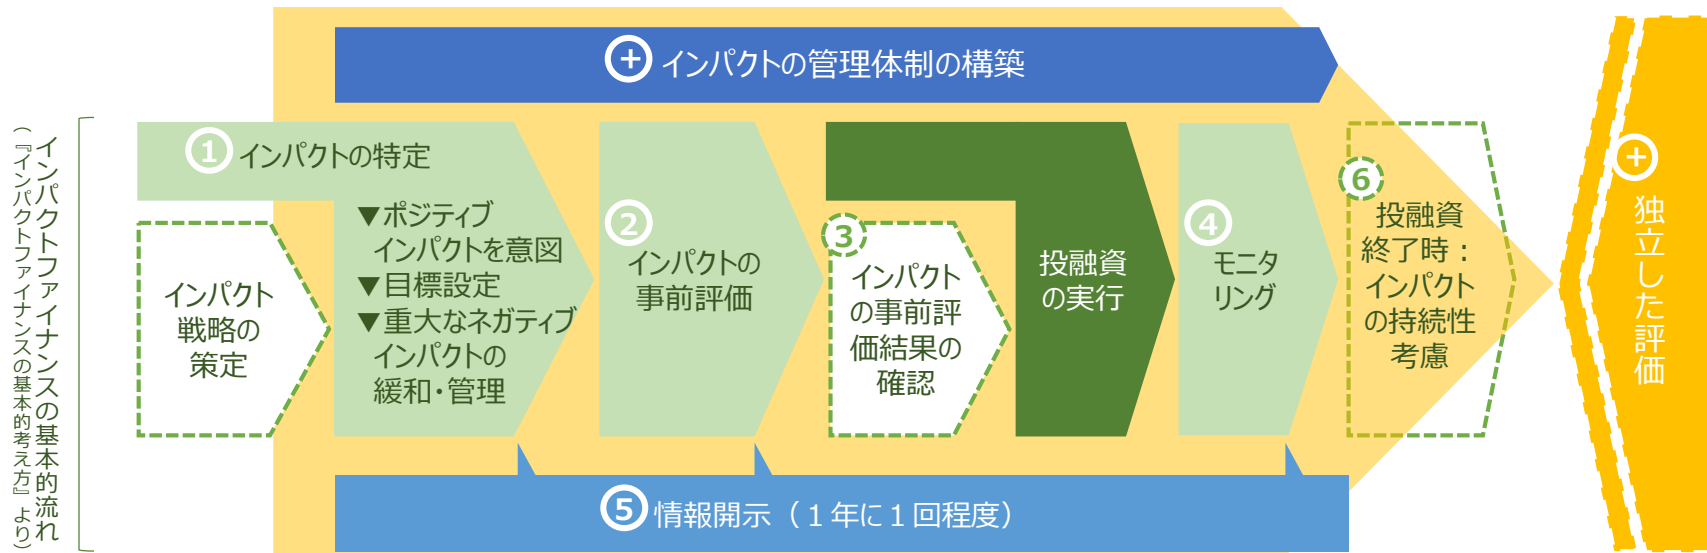 インパクトファイナンスの基本的流れ
（『インパクトファイナンスの基本的考え方』より）
+ インパクトの管理体制の構築
① インパクトの特定
▼ポジティブ
インパクトを意図
▼目標設定
▼重大なネガティブ
インパクトの
緩和・管理
インパクト
戦略の
策定
②
インパクトの
事前評価
③
インパクト
の事前評
価結果の
確認
投融資
の実行
④
モニタ
リング
⑥
投融資
終了時：
インパクト
の持続性
考慮
⑤ 情報開示（１年に１回程度）
+
独立した評価